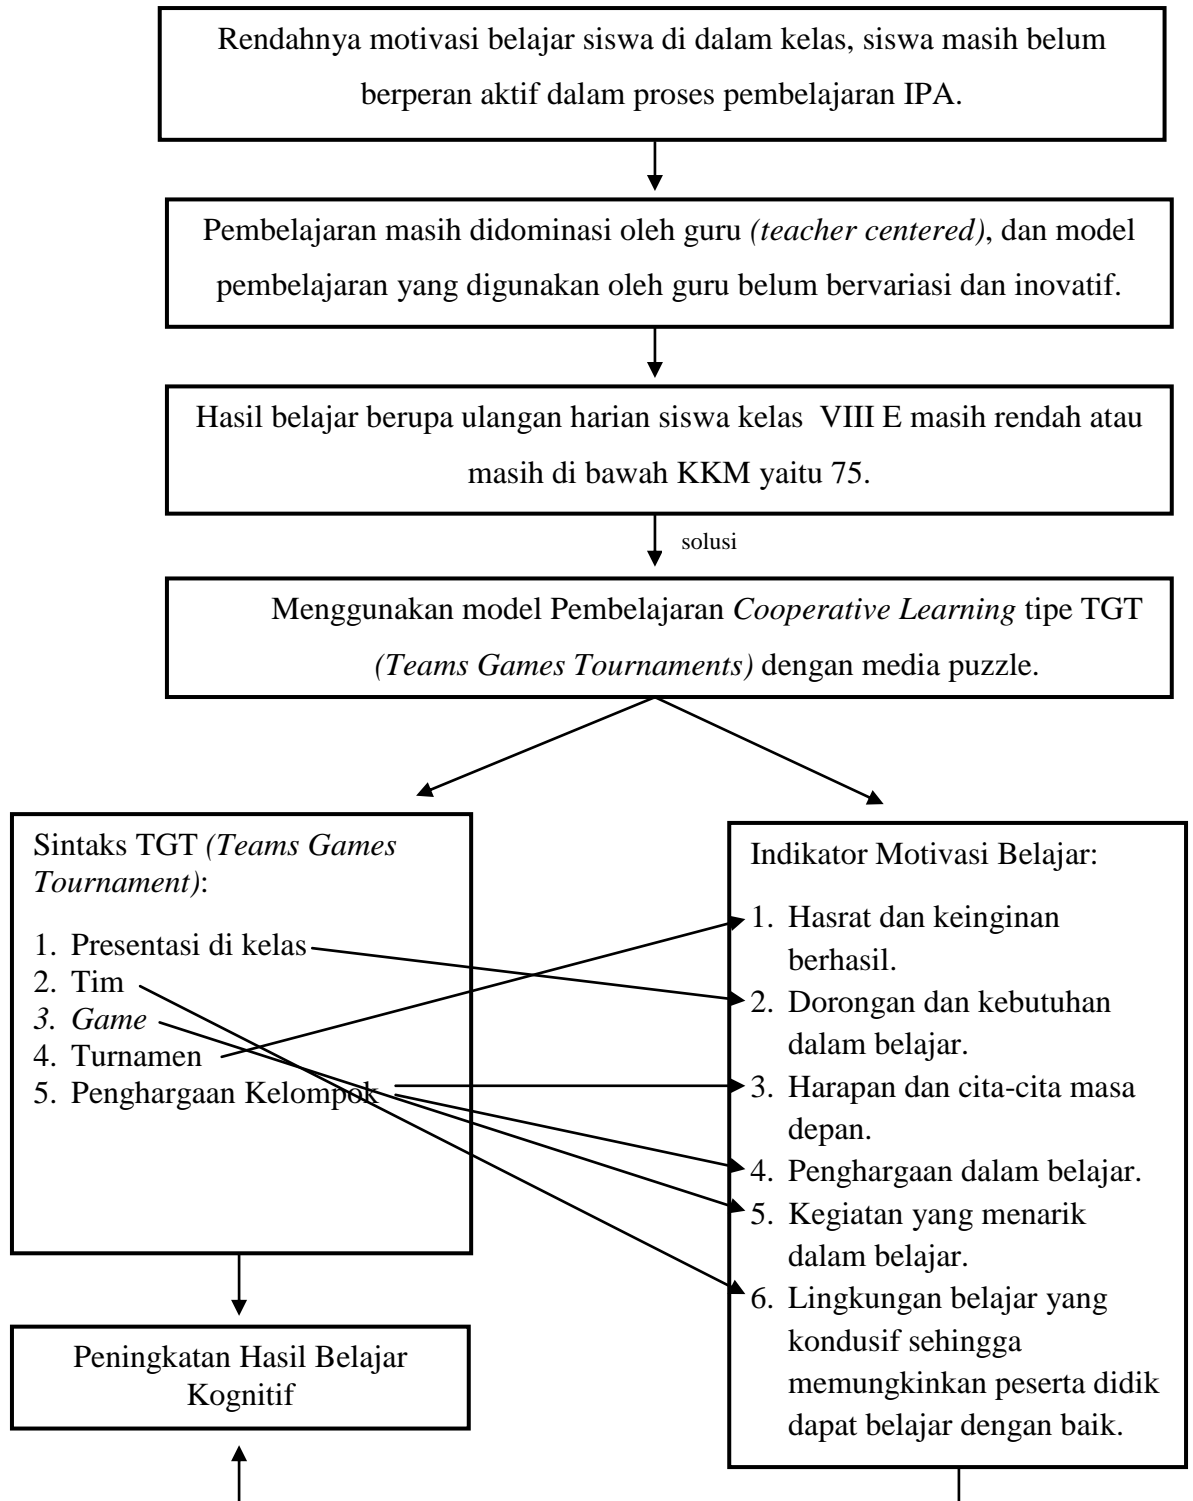 Rendahnya motivasi belajar siswa di dalam kelas, siswa masih belum
berperan aktif dalam proses pembelajaran IPA.
Pembelajaran masih didominasi oleh guru (teacher centered), dan model
pembelajaran yang digunakan oleh guru belum bervariasi dan inovatif.
Hasil belajar berupa ulangan harian siswa kelas VIII E masih rendah atau
masih di bawah KKM yaitu 75.
solusi
Menggunakan model Pembelajaran Cooperative Learning tipe TGT
(Teams Games Tournaments) dengan media puzzle.
Sintaks TGT (Teams Games
Tournament):
1. Presentasi di kelas
2. Tim
3. Game
4. Turnamen
5. Penghargaan Kelompok
Indikator Motivasi Belajar:
1. Hasrat dan keinginan
berhasil.
2. Dorongan dan kebutuhan
dalam belajar.
3. Harapan dan cita-cita masa
depan.
4. Penghargaan dalam belajar.
5. Kegiatan yang menarik
dalam belajar.
6. Lingkungan belajar yang
kondusif sehingga
memungkinkan peserta didik
dapat belajar dengan baik.
Peningkatan Hasil Belajar
Kognitif